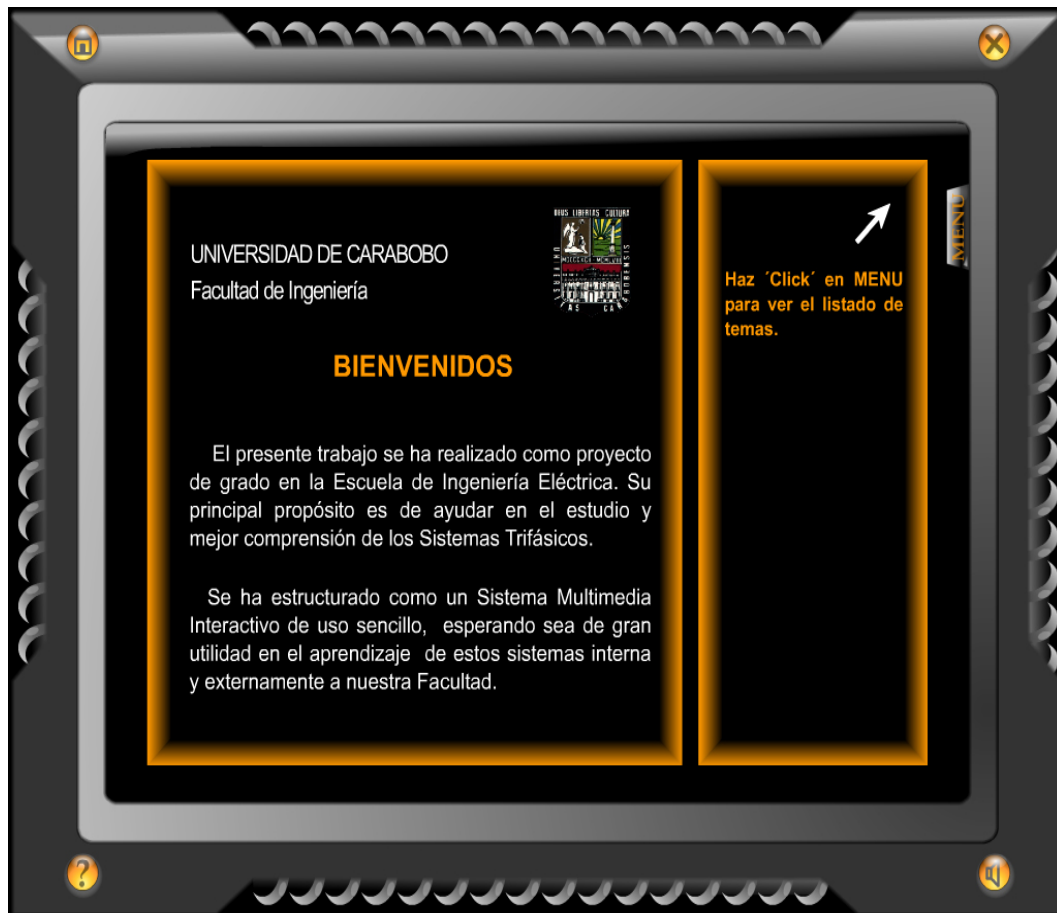 DEUS LIBERTAS CULTURA
UNIVERSIDAD DE CARABOBO
Facultad de Ingeniería
MENU
Haz ´Click´ en MENU
para ver el listado de
temas.
BIENVENIDOS
El presente trabajo se ha realizado como proyecto
de grado en la Escuela de Ingeniería Eléctrica. Su
principal propósito es de ayudar en el estudio y
mejor comprensión de los Sistemas Trifásicos.
Se ha estructurado como un Sistema Multimedia
Interactivo de uso sencillo, esperando sea de gran
utilidad en el aprendizaje de estos sistemas interna
y externamente a nuestra Facultad.
?